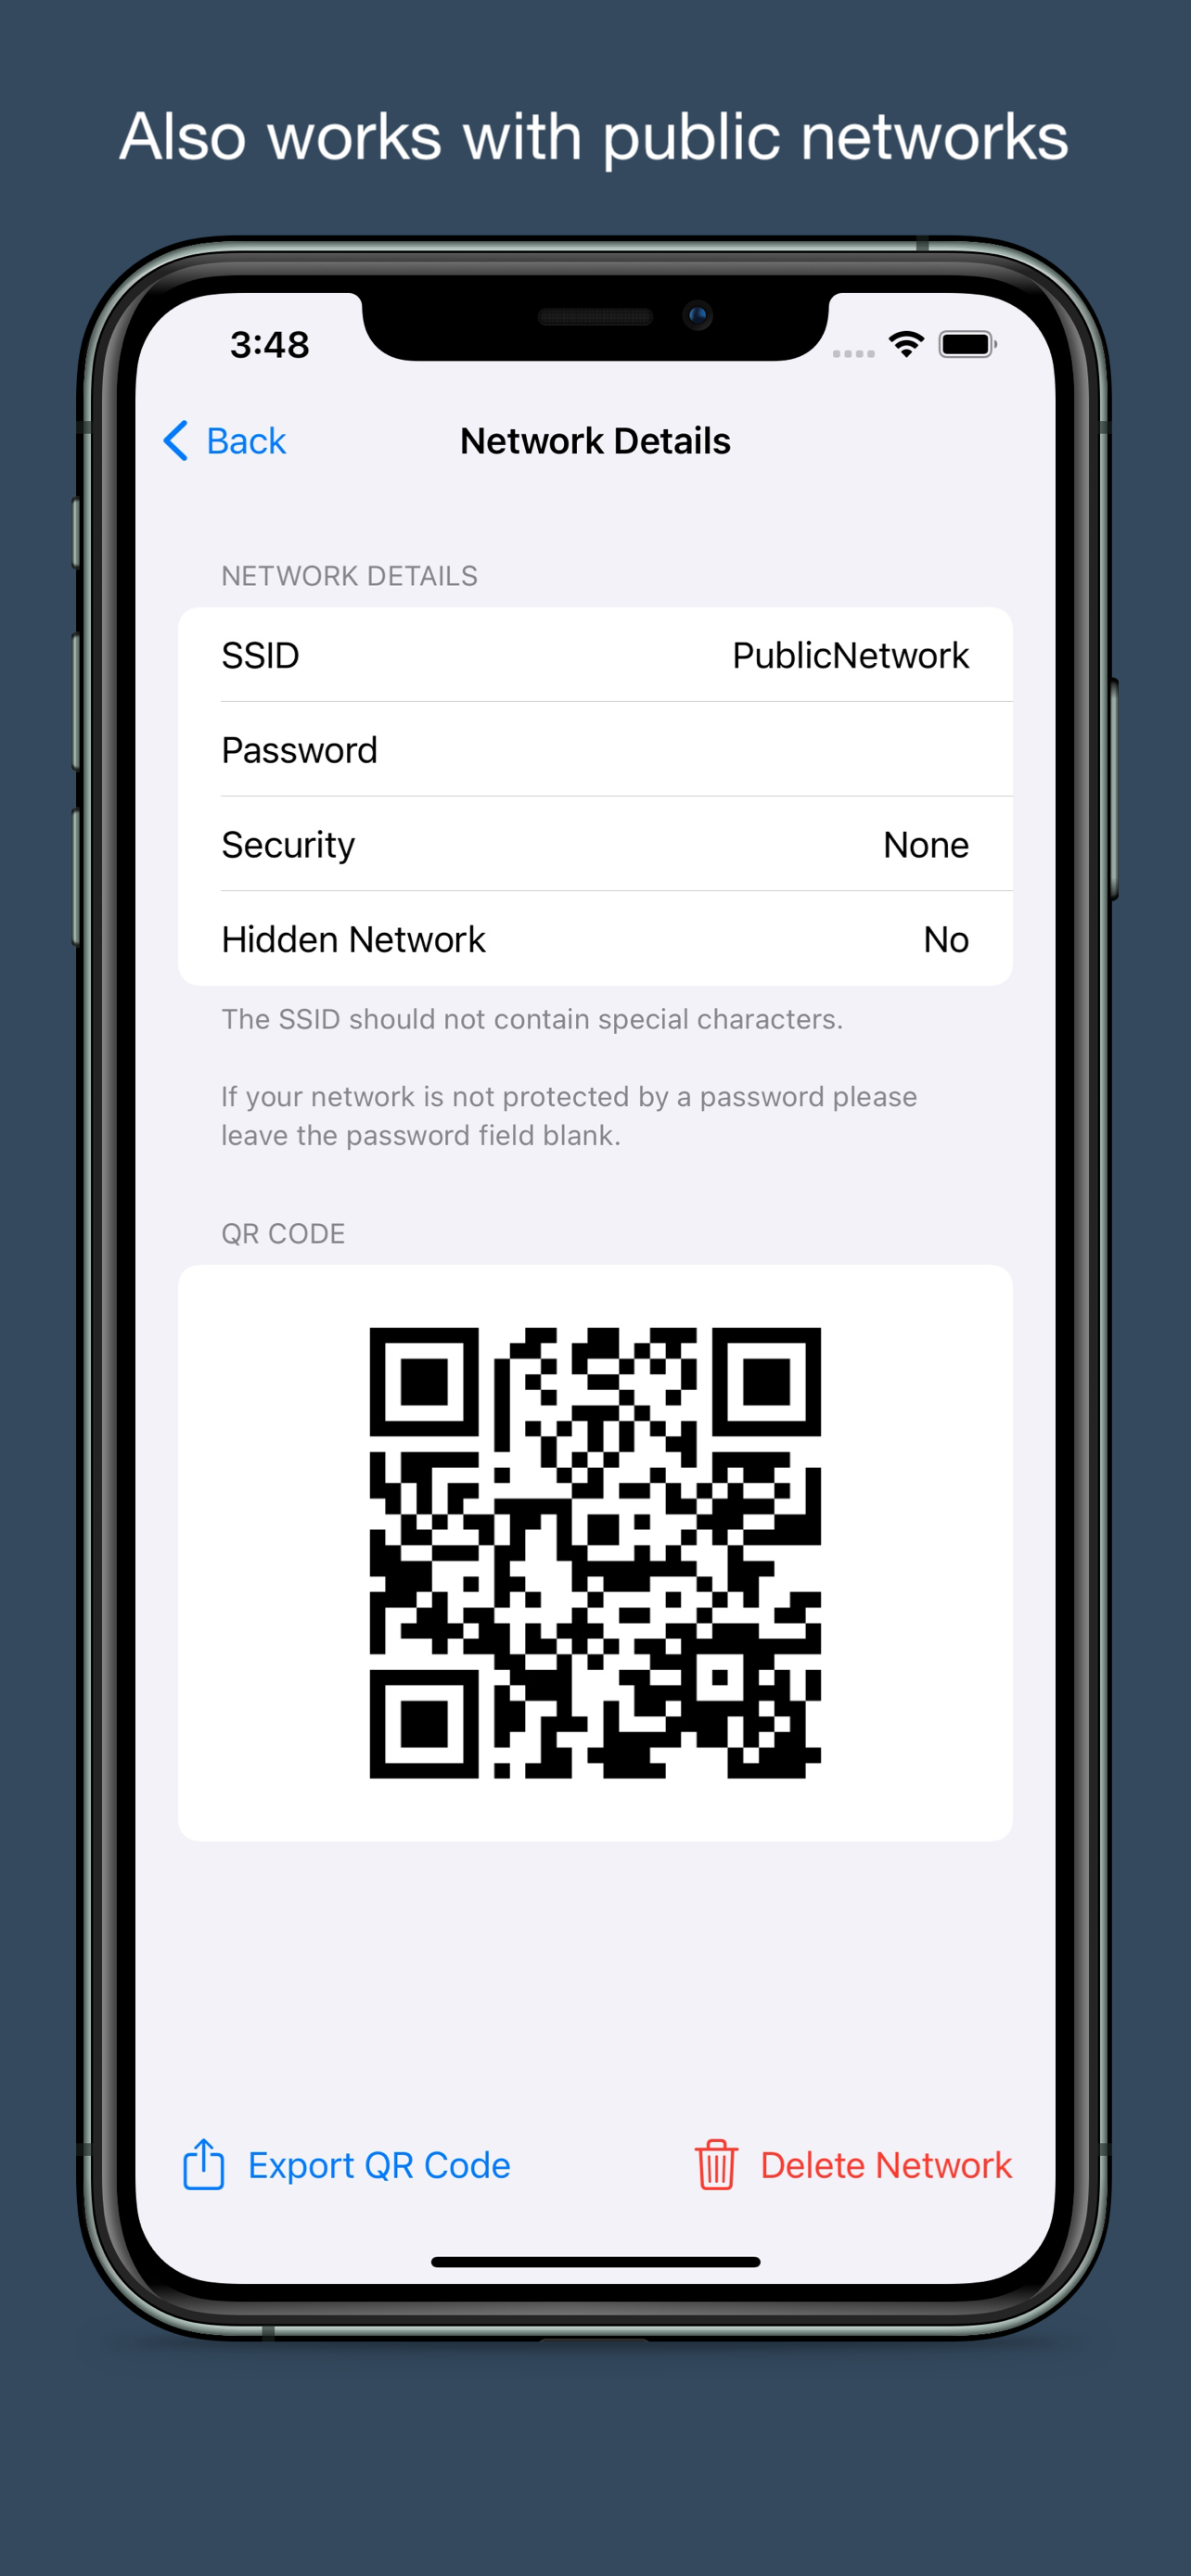 Also works with public networks
3:48
Back
Network Details
NETWORK DETAILS
SSID PublicNetwork
Password
Security None
Hidden Network No
The SSID should not contain special characters.
If your network is not protected by a password please
leave the password field blank.
QR CODE
Export QR Code
Delete Network